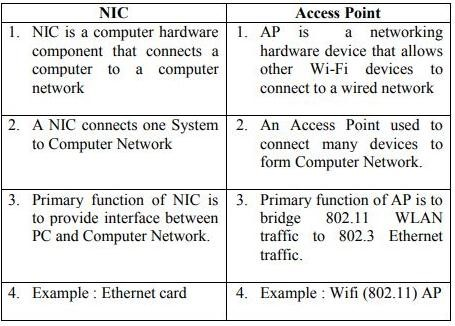 NIC
Access Point
1. NIC is a computer hardware
component that connects a
computer to a computer
network
1. AP is a networking
hardware device that allows
other Wi-Fi devices to
connect to a wired network
2. A NIC connects one System
to Computer Network
2. An Access Point used to
connect many devices to
form Computer Network.
3. Primary function of NIC is
to provide interface between
PC and Computer Network.
3. Primary function of AP is to
bridge 802.11 WLAN
traffic to 802.3 Ethernet
traffic.
4. Example : Ethernet card
4. Example : Wifi (802.11) AP